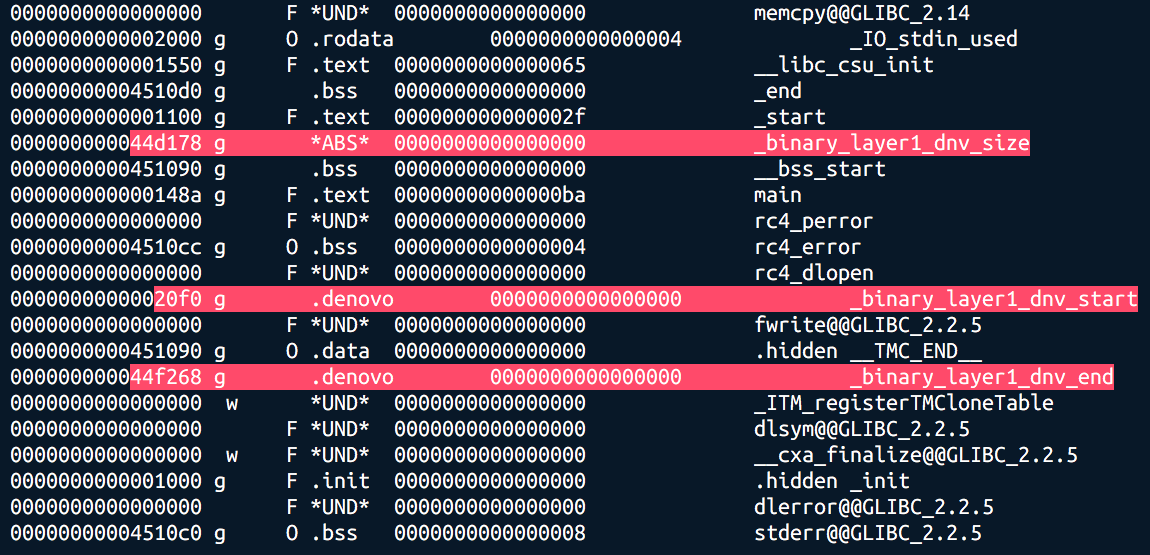 0000000000000000       F *UND*  0000000000000000              memcpy@@GLIBC_2.14
0000000000002000 g     O .rodata        0000000000000004              _IO_stdin_used
0000000000001550 g     F .text  0000000000000065              __libc_csu_init
00000000004510d0 g       .bss   0000000000000000              _end
0000000000001100 g     F .text  000000000000002f              _start
000000000044d178 g       *ABS*  0000000000000000              _binary_layer1_dnv_size
0000000000451090 g       .bss   0000000000000000              __bss_start
000000000000148a g     F .text  00000000000000ba              main
0000000000000000       F *UND*  0000000000000000              rc4_perror
00000000004510cc g     O .bss   0000000000000004              rc4_error
0000000000000000       F *UND*  0000000000000000              rc4_dlopen
00000000000020f0 g       .denovo        0000000000000000              _binary_layer1_dnv_start
0000000000000000       F *UND*  0000000000000000              fwrite@@GLIBC_2.2.5
0000000000451090 g     O .data  0000000000000000              .hidden __TMC_END__
000000000044f268 g       .denovo        0000000000000000              _binary_layer1_dnv_end
0000000000000000  w      *UND*  0000000000000000              _ITM_registerTMCloneTable
0000000000000000       F *UND*  0000000000000000              dlsym@@GLIBC_2.2.5
0000000000000000  w    F *UND*  0000000000000000              __cxa_finalize@@GLIBC_2.2.5
0000000000001000 g     F .init  0000000000000000              .hidden _init
0000000000000000       F *UND*  0000000000000000              dlerror@@GLIBC_2.2.5
00000000004510c0 g     O .bss   0000000000000008              stderr@@GLIBC_2.2.5